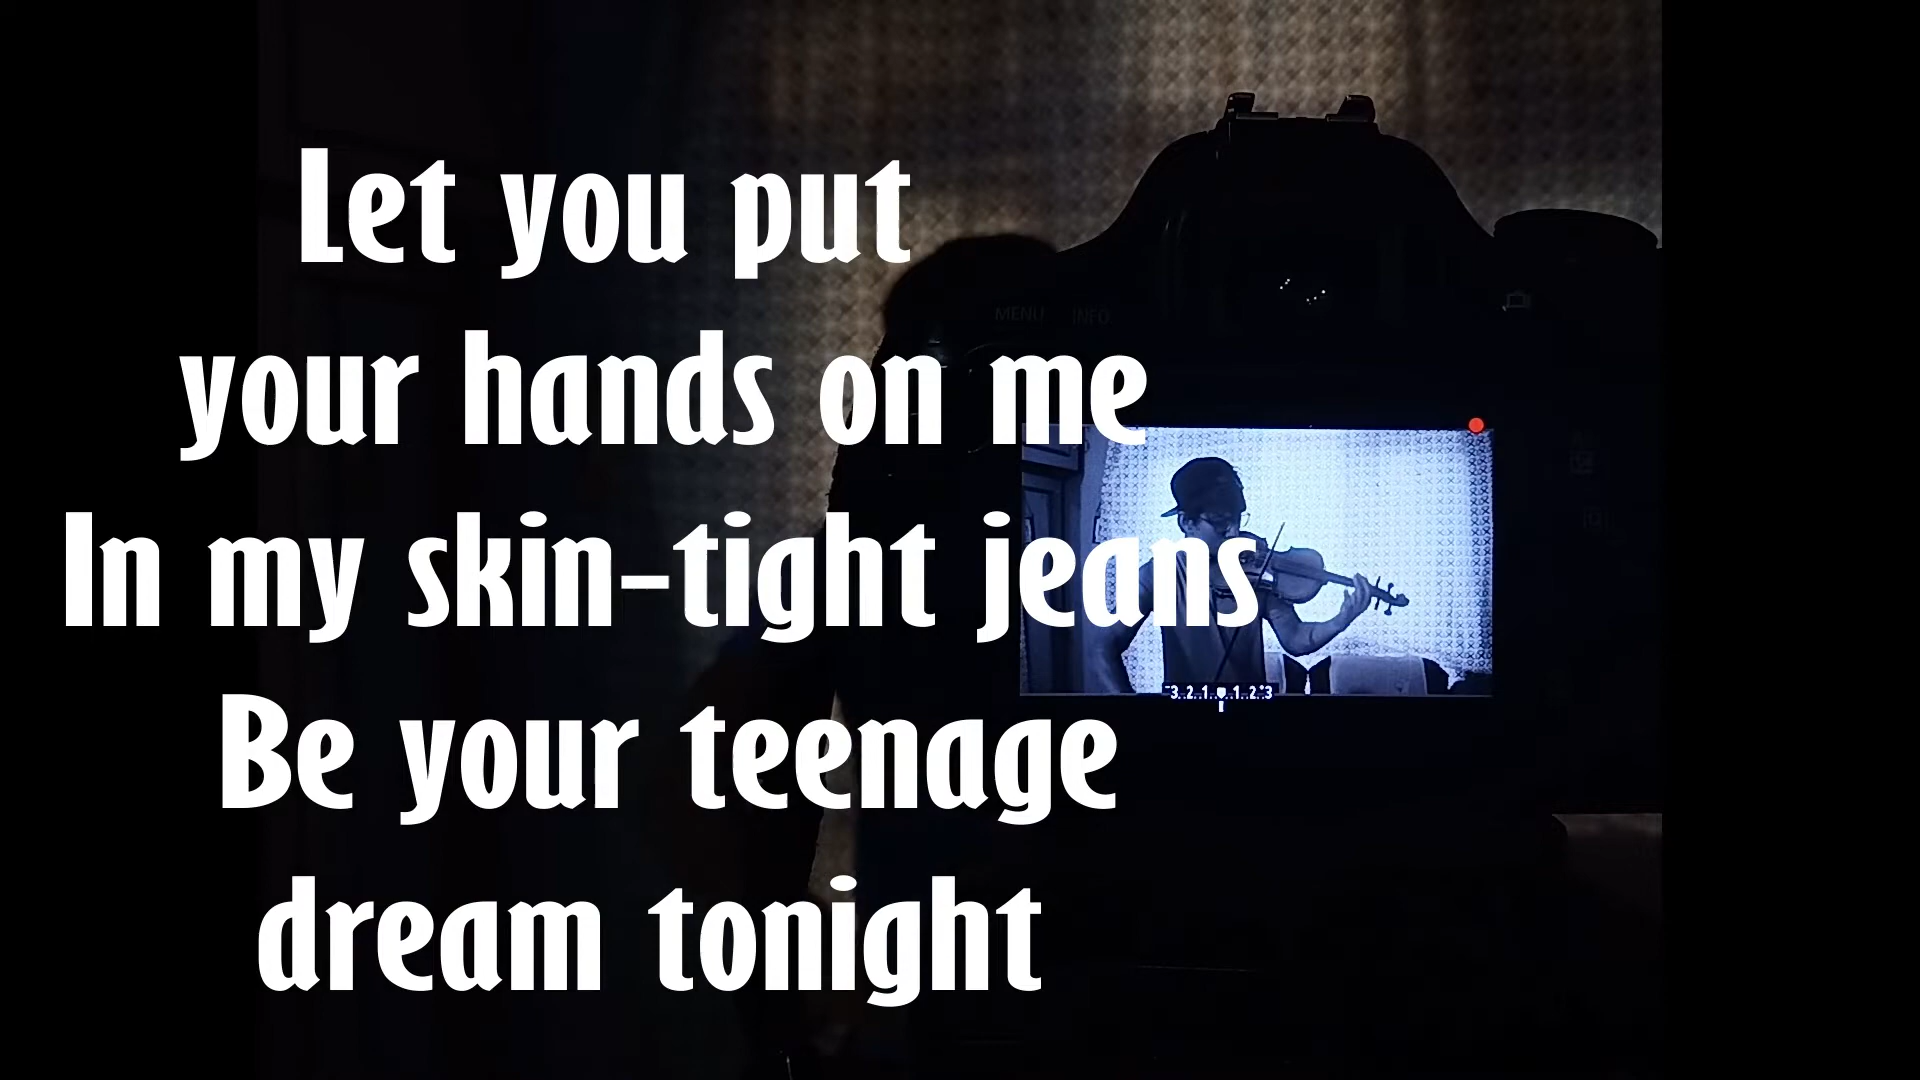 Let you put
your hands on me
In my skin-tight jeans
Be your teenage
dream tonight
MENU INFO
-3..2..1..0..1..2..+3